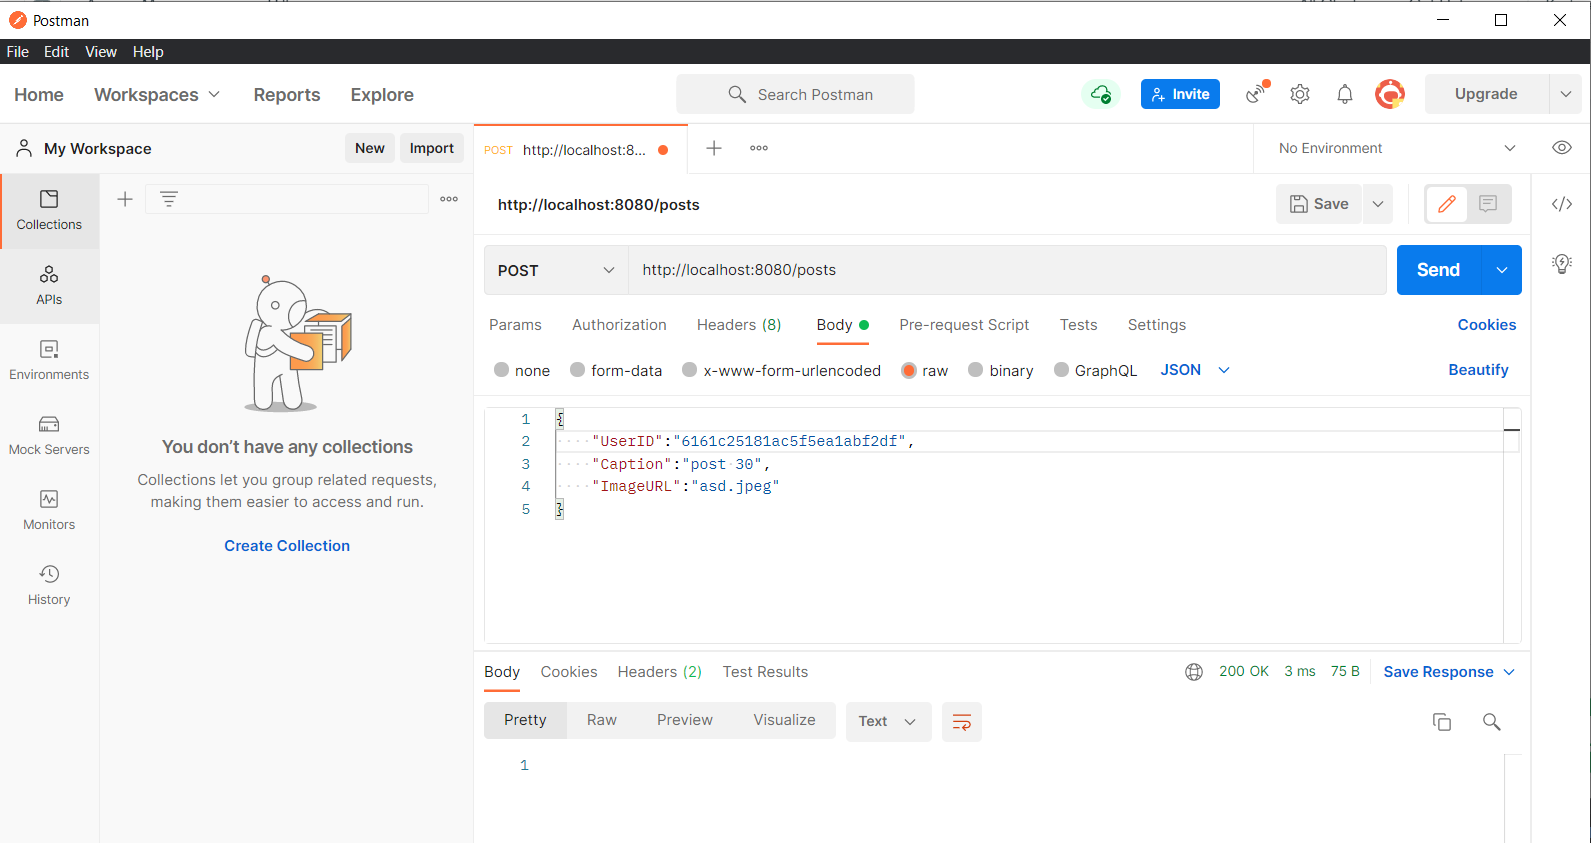 Postman
File Edit View Help
Home Workspaces Reports Explore
Search Postman
Invite
Upgrade
My Workspace
New Import
POST http://localhost:8...
No Environment
Collections
APIs
Environments
Mock Servers
Monitors
History
You don't have any collections
Collections let you group related requests,
making them easier to access and run.
Create Collection
http://localhost:8080/posts
Save
POST http://localhost:8080/posts
Send
Params Authorization Headers (8) Body Pre-request Script Tests Settings
Cookies
none form-data x-www-form-urlencoded raw binary GraphQL JSON
Beautify
1 {
2 "UserID":"6161c25181ac5f5ea1abf2df",
3 "Caption":"post 30",
4 "ImageURL":"asd.jpeg"
5 }
Body Cookies Headers (2) Test Results
200 OK 3 ms 75 B Save Response
Pretty Raw Preview Visualize Text
1